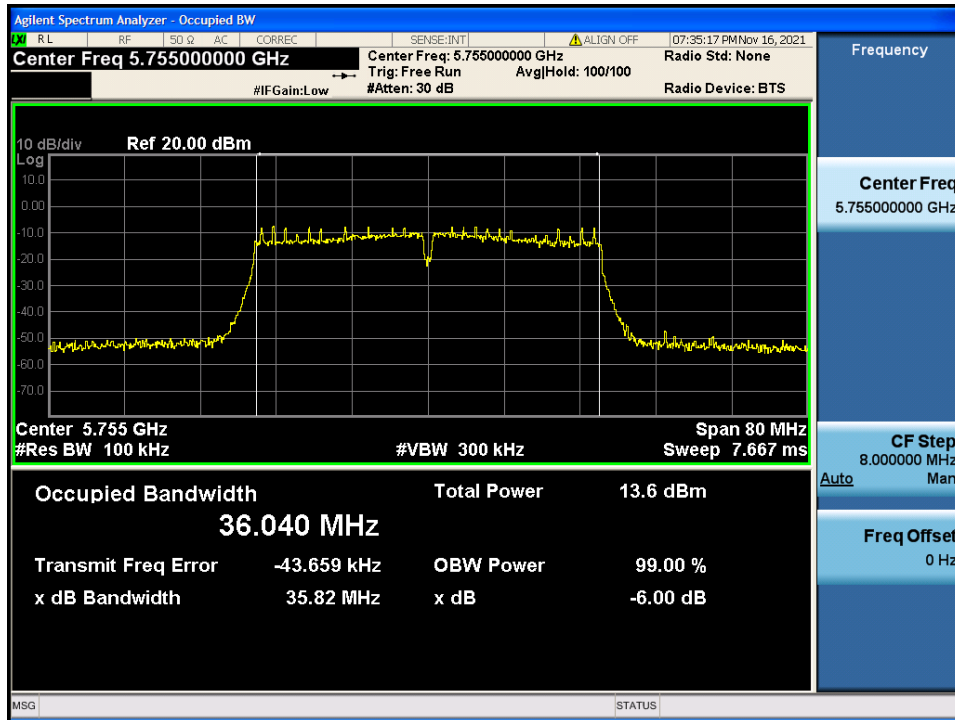 Agilent Spectrum Analyzer - Occupied BW
LXI RL RF 50 Ω AC CORREC SENSE:INT ALIGN OFF 07:35:17 PM Nov 16, 2021
Center Freq 5.755000000 GHz
Center Freq: 5.755000000 GHz
Radio Std: None
Trig: Free Run Avg|Hold: 100/100
#IFGain:Low
#Atten: 30 dB
Radio Device: BTS
10 dB/div Ref 20.00 dBm
Log
10.0
0.00
-10.0
-20.0
-30.0
-40.0
-50.0
-60.0
-70.0
Center 5.755 GHz Span 80 MHz
#Res BW 100 kHz #VBW 300 kHz Sweep 7.667 ms
Occupied Bandwidth Total Power 13.6 dBm
36.040 MHz
Transmit Freq Error -43.659 kHz OBW Power 99.00 %
x dB Bandwidth 35.82 MHz x dB -6.00 dB
Frequency
Center Freq
5.755000000 GHz
CF Step
8.000000 MHz
Auto Man
Freq Offset
0 Hz
MSG STATUS